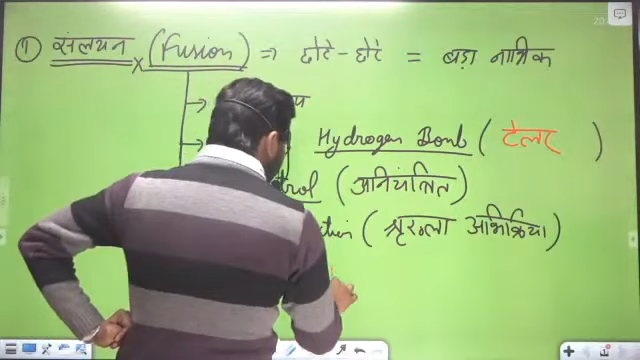 ① संलयन (Fusion) ⇒ छोटे-छोटे = बड़ा नाभिक
Hydrogen Bomb (टेलर)
(अनियंत्रित)
(श्रृंखला अभिक्रिया)